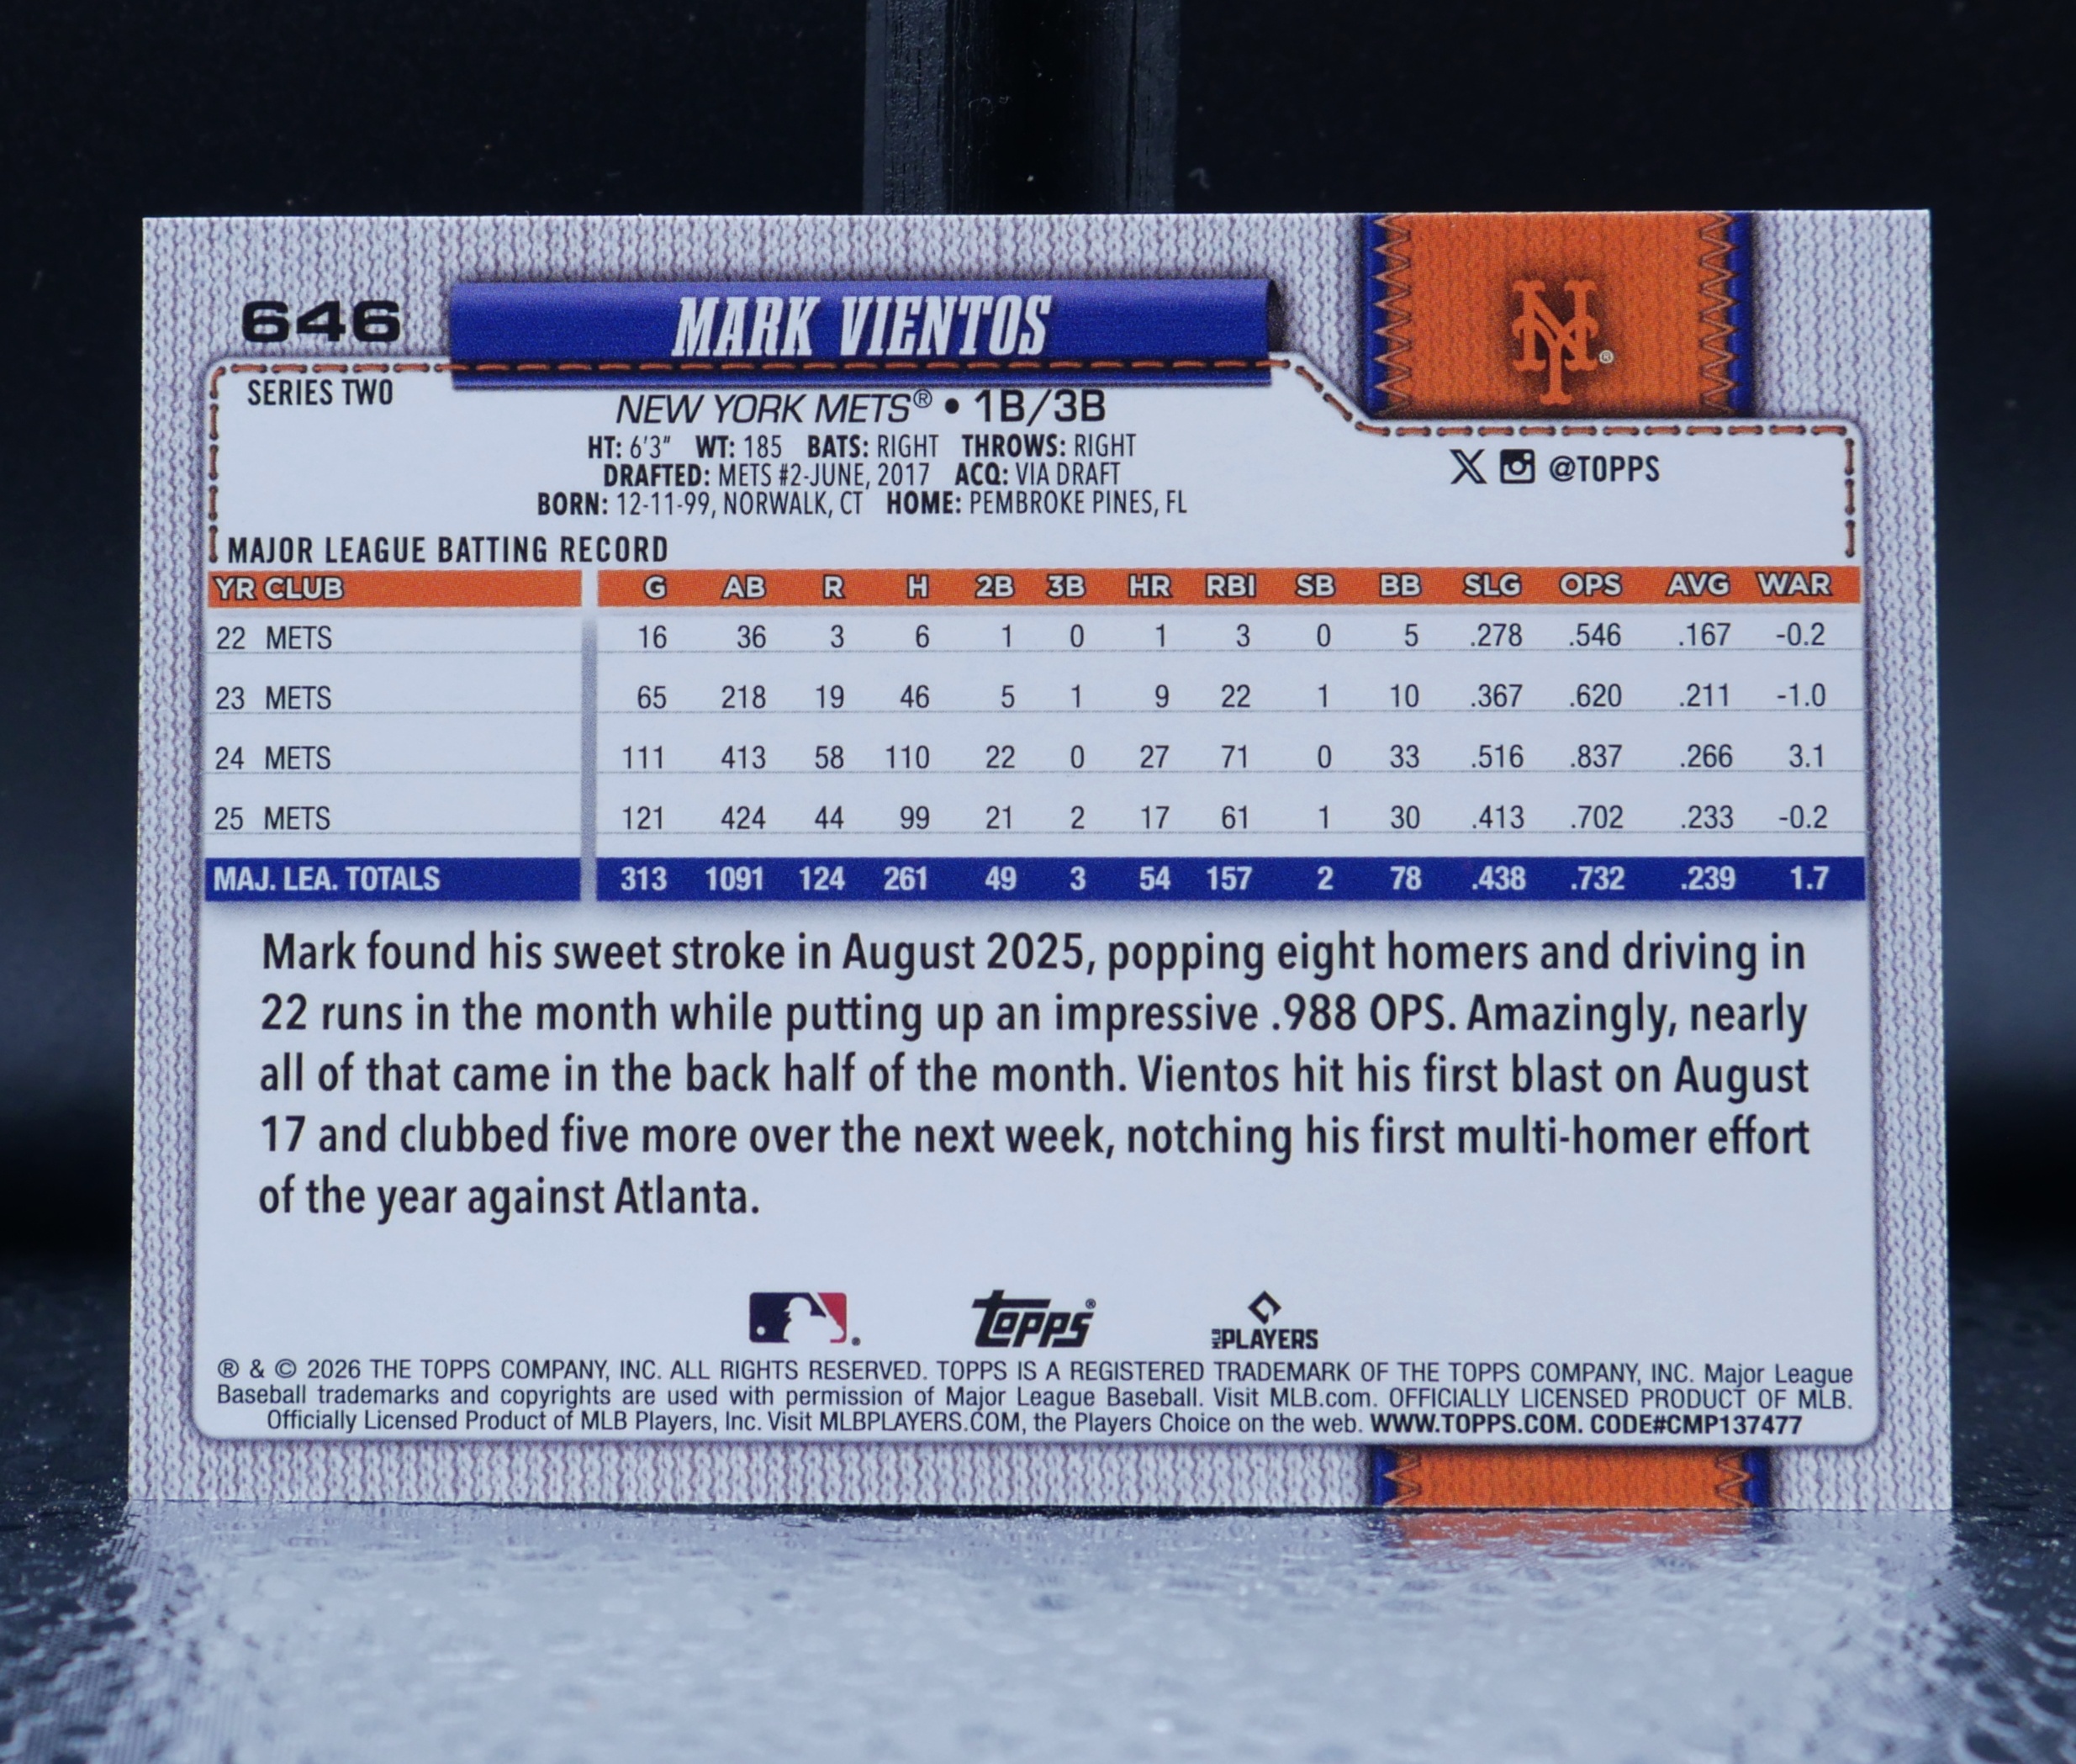 646
MARK VIENTOS
NY®
SERIES TWO
NEW YORK METS® • 1B/3B
HT: 6'3" WT: 185 BATS: RIGHT THROWS: RIGHT
DRAFTED: METS #2-JUNE, 2017 ACQ: VIA DRAFT
BORN: 12-11-99, NORWALK, CT HOME: PEMBROKE PINES, FL
@TOPPS
MAJOR LEAGUE BATTING RECORD
YR CLUB G AB R H 2B 3B HR RBI SB BB SLG OPS AVG WAR
22 METS 16 36 3 6 1 0 1 3 0 5 .278 .546 .167 -0.2
23 METS 65 218 19 46 5 1 9 22 1 10 .367 .620 .211 -1.0
24 METS 111 413 58 110 22 0 27 71 0 33 .516 .837 .266 3.1
25 METS 121 424 44 99 21 2 17 61 1 30 .413 .702 .233 -0.2
MAJ. LEA. TOTALS 313 1091 124 261 49 3 54 157 2 78 .438 .732 .239 1.7
Mark found his sweet stroke in August 2025, popping eight homers and driving in
22 runs in the month while putting up an impressive .988 OPS. Amazingly, nearly
all of that came in the back half of the month. Vientos hit his first blast on August
17 and clubbed five more over the next week, notching his first multi-homer effort
of the year against Atlanta.
Topps® MLB PLAYERS
® & © 2026 THE TOPPS COMPANY, INC. ALL RIGHTS RESERVED. TOPPS IS A REGISTERED TRADEMARK OF THE TOPPS COMPANY, INC. Major League
Baseball trademarks and copyrights are used with permission of Major League Baseball. Visit MLB.com. OFFICIALLY LICENSED PRODUCT OF MLB.
Officially Licensed Product of MLB Players, Inc. Visit MLBPLAYERS.COM, the Players Choice on the web. WWW.TOPPS.COM. CODE#CMP137477